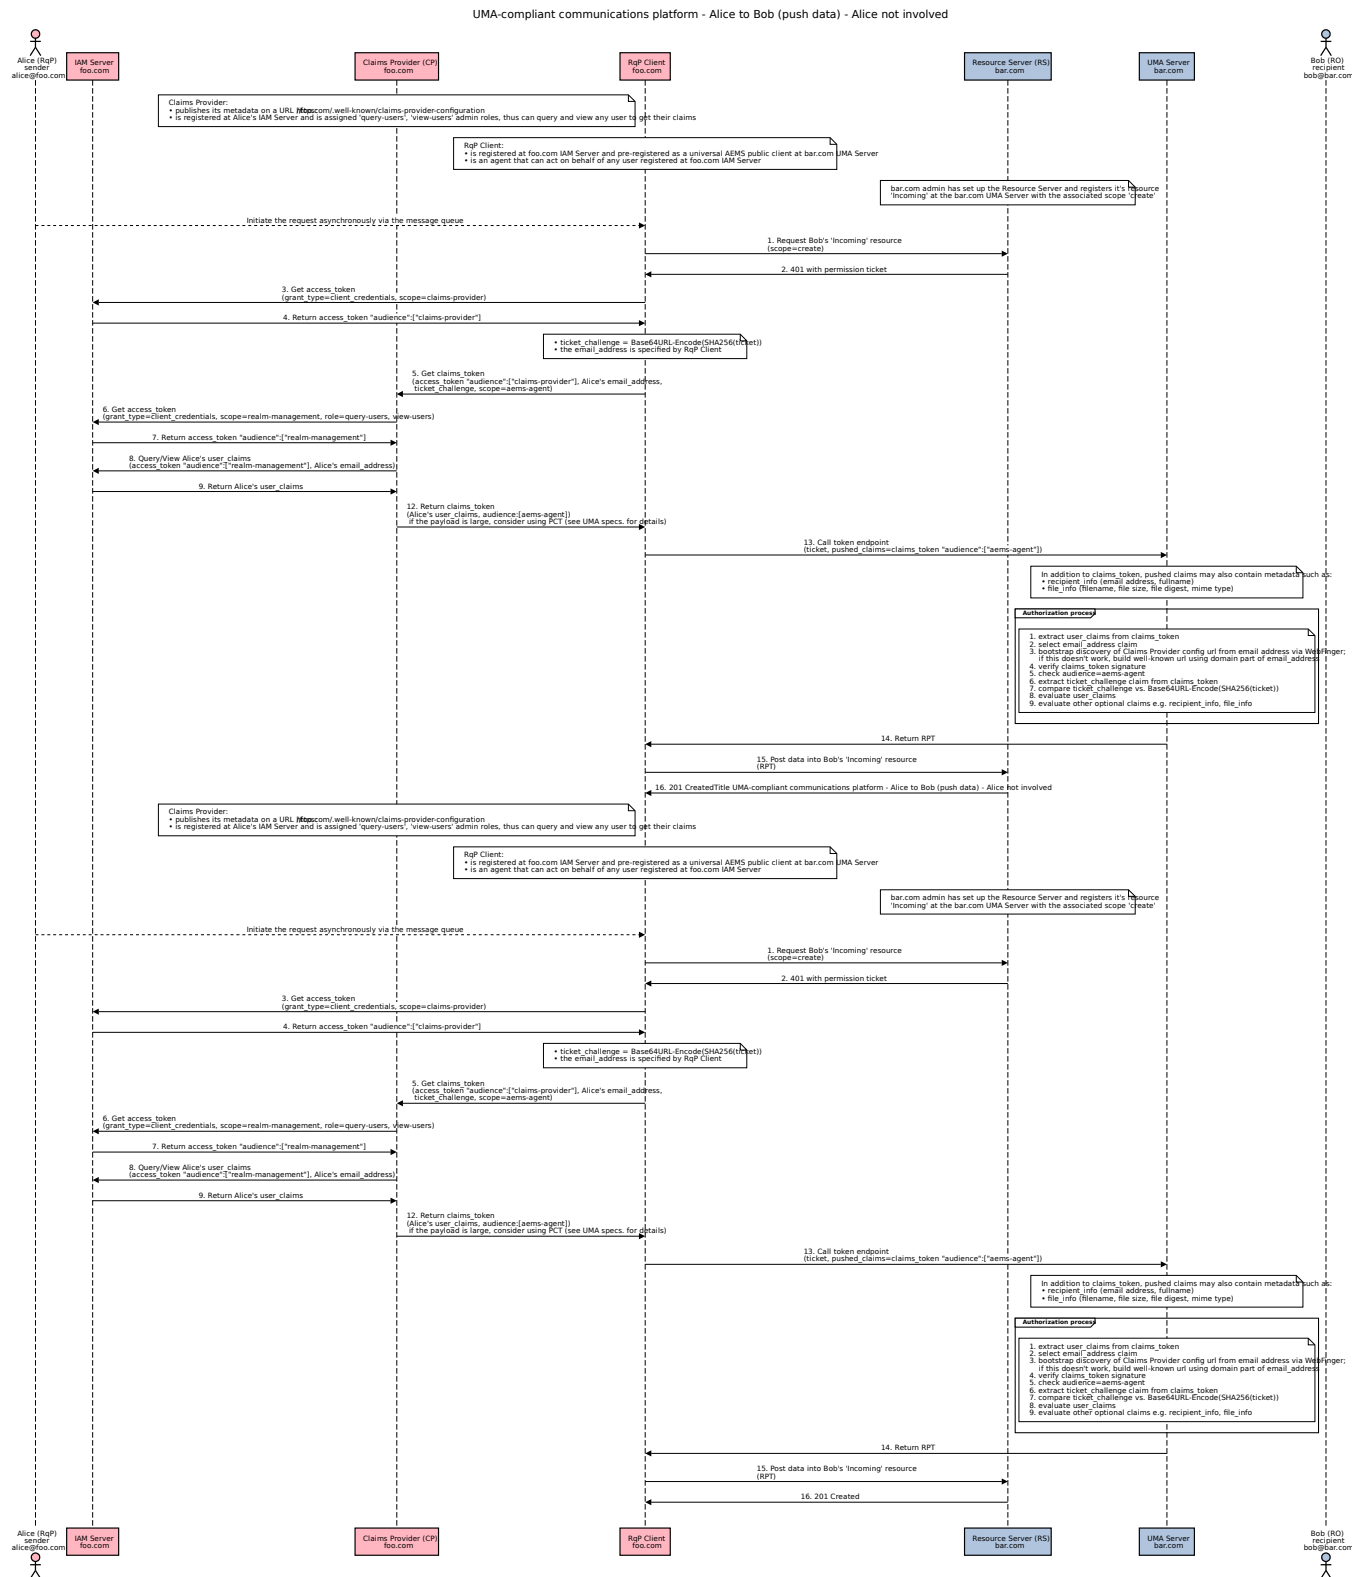 UMA-compliant communications platform - Alice to Bob (push data) - Alice not involved
Alice (RqP)
sender
alice@foo.com
IAM Server
foo.com
Claims Provider (CP)
foo.com
RqP Client
foo.com
Resource Server (RS)
bar.com
UMA Server
bar.com
Bob (RO)
recipient
bob@bar.com
Claims Provider:
• publishes its metadata on a URL /.well-known/claims-provider-configuration
• is registered at Alice's IAM Server and is assigned 'query-users', 'view-users' admin roles, thus can query and view any user to get their claims
RqP Client:
• is registered at foo.com IAM Server and pre-registered as a universal AEMS public client at bar.com UMA Server
• is an agent that can act on behalf of any user registered at foo.com IAM Server
bar.com admin has set up the Resource Server and registers it's resource
'Incoming' at the bar.com UMA Server with the associated scope 'create'
Initiate the request asynchronously via the message queue
1. Request Bob's 'Incoming' resource
(scope=create)
2. 401 with permission ticket
3. Get access_token
(grant_type=client_credentials, scope=claims-provider)
4. Return access_token "audience":["claims-provider"]
• ticket_challenge = Base64URL-Encode(SHA256(ticket))
• the email_address is specified by RqP Client
5. Get claims_token
(access_token "audience":["claims-provider"], Alice's email_address,
ticket_challenge, scope=aems-agent)
6. Get access_token
(grant_type=client_credentials, scope=realm-management, role=query-users, view-users)
7. Return access_token "audience":["realm-management"]
8. Query/View Alice's user_claims
(access_token "audience":["realm-management"], Alice's email_address)
9. Return Alice's user_claims
12. Return claims_token
(Alice's user_claims, audience:[aems-agent])
if the payload is large, consider using PCT (see UMA specs. for details)
13. Call token endpoint
(ticket, pushed_claims=claims_token "audience":["aems-agent"])
In addition to claims_token, pushed claims may also contain metadata such as:
• recipient_info (email address, fullname)
• file_info (filename, file size, file digest, mime type)
Authorization process
1. extract user_claims from claims_token
2. select email_address claim
3. bootstrap discovery of Claims Provider config url from email address via WebFinger;
if this doesn't work, build well-known url using domain part of email_address
4. verify claims_token signature
5. check audience=aems-agent
6. extract ticket_challenge claim from claims_token
7. compare ticket_challenge vs. Base64URL-Encode(SHA256(ticket))
8. evaluate user_claims
9. evaluate other optional claims e.g. recipient_info, file_info
14. Return RPT
15. Post data into Bob's 'Incoming' resource
(RPT)
16. 201 CreatedTitle UMA-compliant communications platform - Alice to Bob (push data) - Alice not involved
Claims Provider:
• publishes its metadata on a URL /.well-known/claims-provider-configuration
• is registered at Alice's IAM Server and is assigned 'query-users', 'view-users' admin roles, thus can query and view any user to get their claims
RqP Client:
• is registered at foo.com IAM Server and pre-registered as a universal AEMS public client at bar.com UMA Server
• is an agent that can act on behalf of any user registered at foo.com IAM Server
bar.com admin has set up the Resource Server and registers it's resource
'Incoming' at the bar.com UMA Server with the associated scope 'create'
Initiate the request asynchronously via the message queue
1. Request Bob's 'Incoming' resource
(scope=create)
2. 401 with permission ticket
3. Get access_token
(grant_type=client_credentials, scope=claims-provider)
4. Return access_token "audience":["claims-provider"]
• ticket_challenge = Base64URL-Encode(SHA256(ticket))
• the email_address is specified by RqP Client
5. Get claims_token
(access_token "audience":["claims-provider"], Alice's email_address,
ticket_challenge, scope=aems-agent)
6. Get access_token
(grant_type=client_credentials, scope=realm-management, role=query-users, view-users)
7. Return access_token "audience":["realm-management"]
8. Query/View Alice's user_claims
(access_token "audience":["realm-management"], Alice's email_address)
9. Return Alice's user_claims
12. Return claims_token
(Alice's user_claims, audience:[aems-agent])
if the payload is large, consider using PCT (see UMA specs. for details)
13. Call token endpoint
(ticket, pushed_claims=claims_token "audience":["aems-agent"])
In addition to claims_token, pushed claims may also contain metadata such as:
• recipient_info (email address, fullname)
• file_info (filename, file size, file digest, mime type)
Authorization process
1. extract user_claims from claims_token
2. select email_address claim
3. bootstrap discovery of Claims Provider config url from email address via WebFinger;
if this doesn't work, build well-known url using domain part of email_address
4. verify claims_token signature
5. check audience=aems-agent
6. extract ticket_challenge claim from claims_token
7. compare ticket_challenge vs. Base64URL-Encode(SHA256(ticket))
8. evaluate user_claims
9. evaluate other optional claims e.g. recipient_info, file_info
14. Return RPT
15. Post data into Bob's 'Incoming' resource
(RPT)
16. 201 Created
Alice (RqP)
sender
alice@foo.com
IAM Server
foo.com
Claims Provider (CP)
foo.com
RqP Client
foo.com
Resource Server (RS)
bar.com
UMA Server
bar.com
Bob (RO)
recipient
bob@bar.com